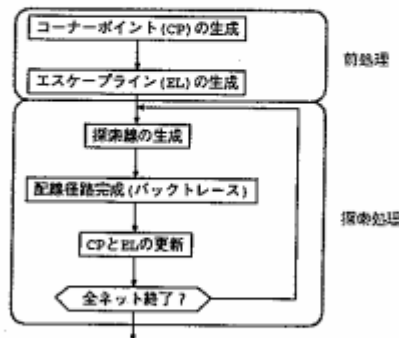 コーナーポイント(CP)の生成
前処理
エスケープライン(EL)の生成
探索線の生成
配線径路完成(バックトレース)
探索処理
CPとELの更新
全ネット終了?